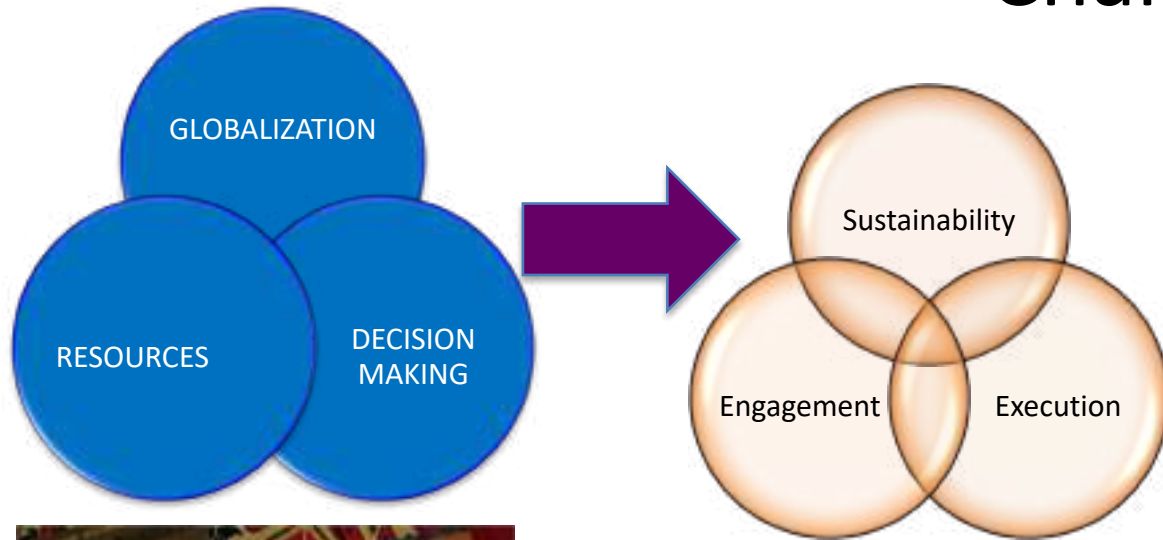 GLOBALIZATION
RESOURCES
DECISION
MAKING
Sustainability
Engagement
Execution